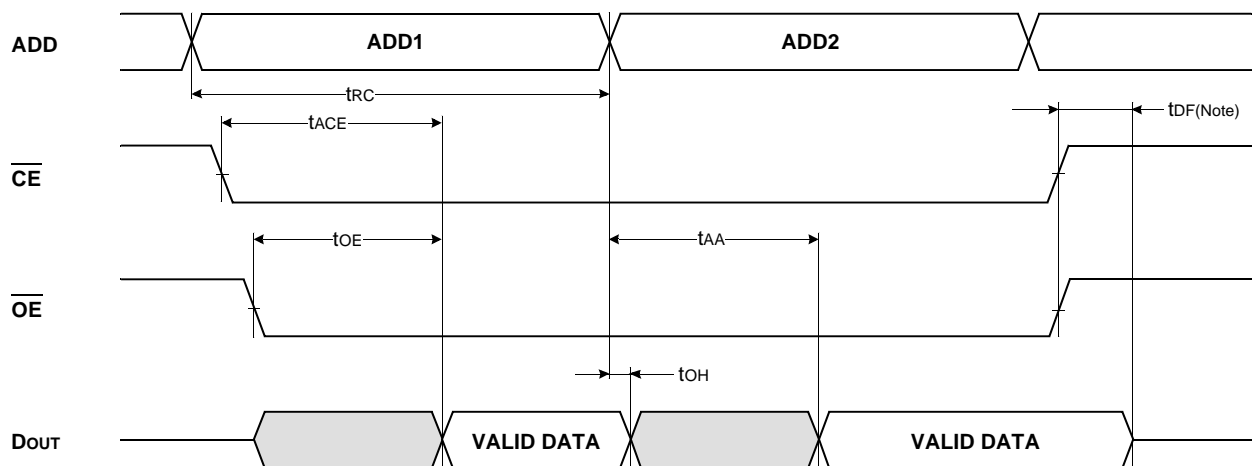 ADD ADD1 ADD2
tRC
tACE tDF(Note)
CE
tOE tAA
OE
tOH
DOUT VALID DATA VALID DATA